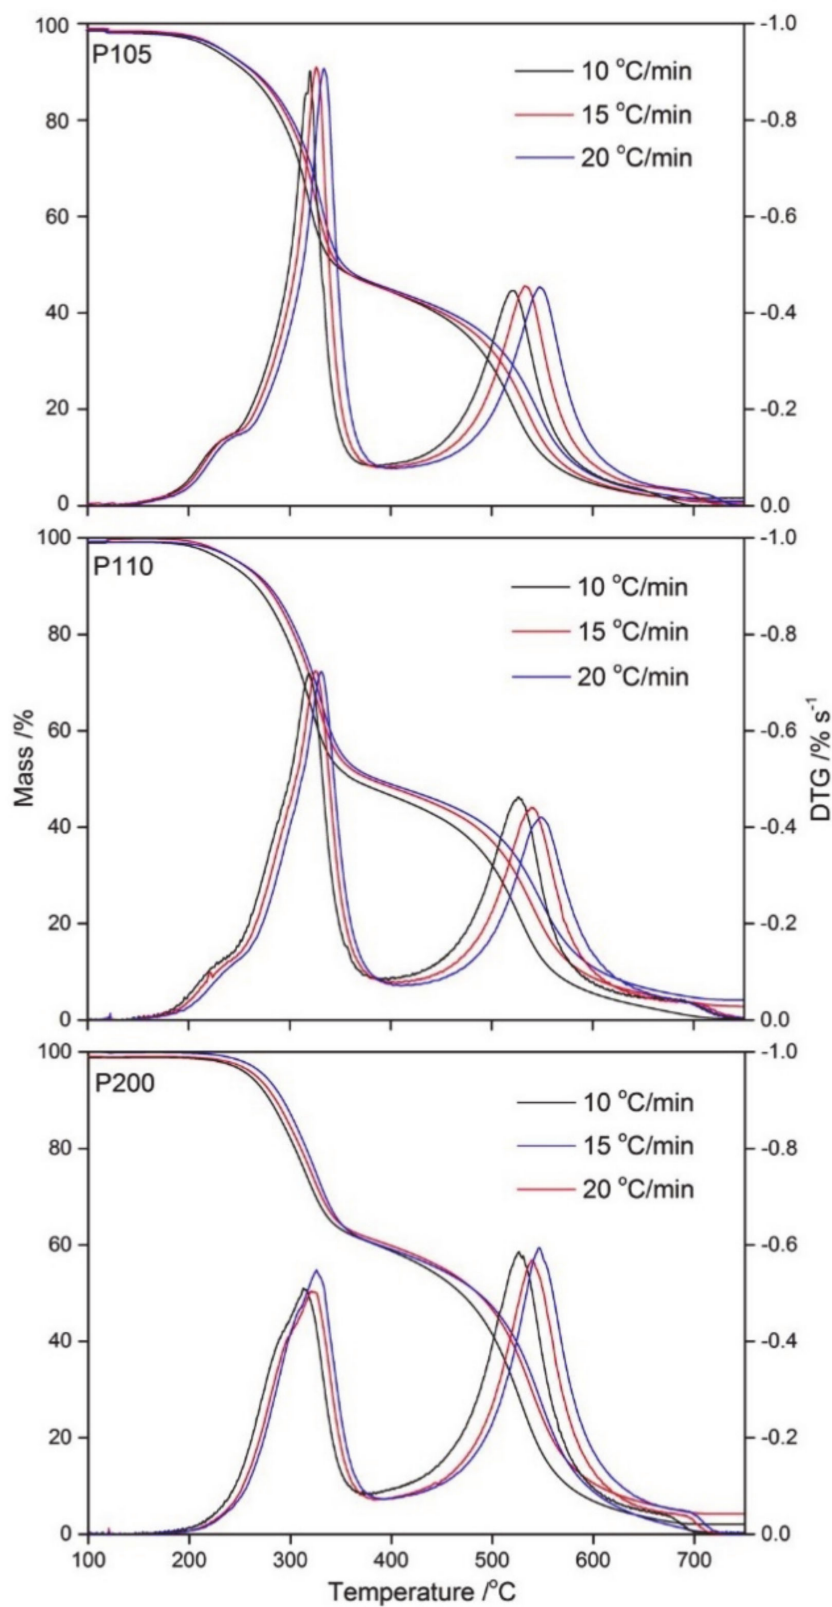 P105
10 °C/min
15 °C/min
20 °C/min
100
80
60
40
20
0
-1.0
-0.8
-0.6
-0.4
-0.2
0.0
P110
10 °C/min
15 °C/min
20 °C/min
100
80
60
40
20
0
-1.0
-0.8
-0.6
-0.4
-0.2
0.0
Mass /%
DTG /% s⁻¹
P200
10 °C/min
15 °C/min
20 °C/min
100
80
60
40
20
0
-1.0
-0.8
-0.6
-0.4
-0.2
0.0
100 200 300 400 500 600 700
Temperature /°C